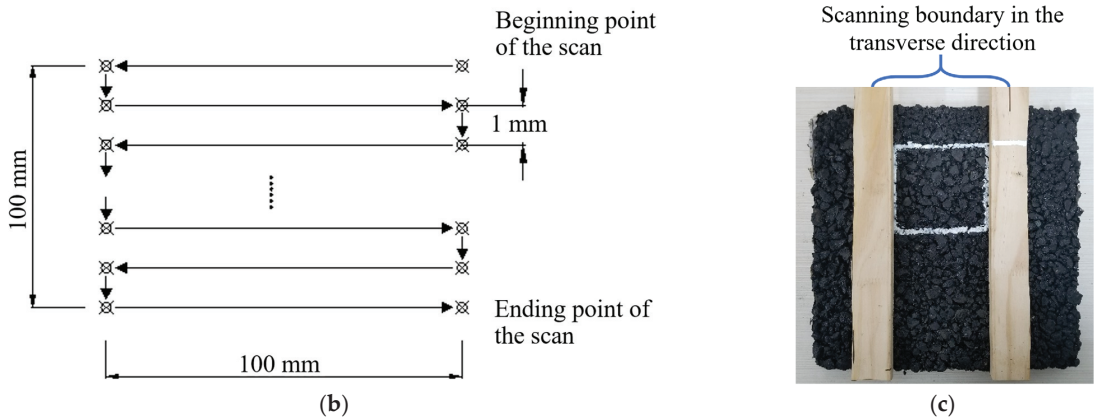 Beginning point
of the scan
1 mm
100 mm
Ending point of
the scan
100 mm
(b)
Scanning boundary in the
transverse direction
(c)